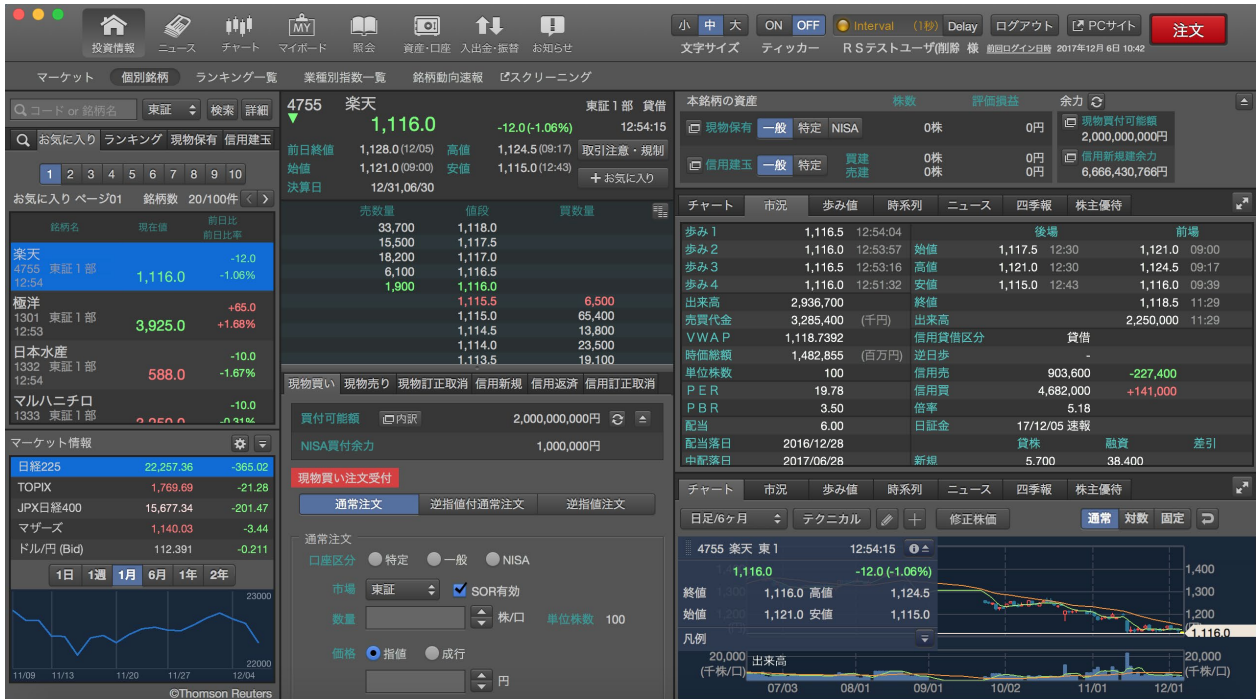 小 中 大 ON OFF Interval (1秒) Delay ログアウト PCサイト 注文
投資情報 ニュース チャート マイボード 照会 資産・口座 入出金・振替 お知らせ
文字サイズ ティッカー RSテストユーザ(削除 様 前回ログイン日時 2017年12月 6日 10:42
マーケット 個別銘柄 ランキング一覧 業種別指数一覧 銘柄動向速報 スクリーニング
コード or 銘柄名 東証 検索 詳細
お気に入り ランキング 現物保有 信用建玉
1 2 3 4 5 6 7 8 9 10
お気に入り ページ01 銘柄数 20/100件
銘柄名 現在値 前日比
前日比率
楽天 -12.0
4755 東証1部 1,116.0 -1.06%
12:54
極洋 +65.0
1301 東証1部 3,925.0 +1.68%
12:53
日本水産 -10.0
1332 東証1部 588.0 -1.67%
12:54
マルハニチロ -10.0
1333 東証1部 -0.31%
マーケット情報
日経225 22,257.36 -365.02
TOPIX 1,769.69 -21.28
JPX日経400 15,677.34 -201.47
マザーズ 1,140.03 -3.44
ドル/円 (Bid) 112.391 -0.211
1日 1週 1月 6月 1年 2年
23000
22000
11/09 11/13 11/20 11/27 12/04
©Thomson Reuters
4755 楽天 東証1部 貸借
1,116.0 -12.0(-1.06%) 12:54:15
前日終値 1,128.0(12/05) 高値 1,124.5(09:17) 取引注意・規制
始値 1,121.0(09:00) 安値 1,115.0(12:43)
決算日 12/31,06/30 +お気に入り
売数量 値段 買数量
33,700 1,118.0
15,500 1,117.5
18,200 1,117.0
6,100 1,116.5
1,900 1,116.0
1,115.5 6,500
1,115.0 65,400
1,114.5 13,800
1,114.0 23,500
1,113.5 19,100
現物買い 現物売り 現物訂正取消 信用新規 信用返済 信用訂正取消
買付可能額 内訳 2,000,000,000円
NISA買付余力 1,000,000円
現物買い注文受付
通常注文 逆指値付通常注文 逆指値注文
通常注文
口座区分 特定 一般 NISA
市場 東証 SOR有効
数量 株/口 単位株数 100
価格 指値 成行
円
本銘柄の資産 株数 評価損益 余力
現物保有 一般 特定 NISA 0株 0円 現物買付可能額
2,000,000,000円
信用建玉 一般 特定 買建 0株 0円 信用新規建余力
売建 0株 0円 6,666,430,766円
チャート 市況 歩み値 時系列 ニュース 四季報 株主優待
歩み1 1,116.5 12:54:04 後場 前場
歩み2 1,116.0 12:53:57 始値 1,117.5 12:30 1,121.0 09:00
歩み3 1,116.5 12:53:16 高値 1,121.0 12:30 1,124.5 09:17
歩み4 1,116.0 12:51:32 安値 1,115.0 12:43 1,116.0 09:39
出来高 2,936,700 終値 1,118.5 11:29
売買代金 3,285,400 (千円) 出来高 2,250,000 11:29
VWAP 1,118.7392 信用貸借区分 貸借
時価総額 1,482,855 (百万円) 逆日歩 -
単位株数 100 信用売 903,600 -227,400
PER 19.78 信用買 4,682,000 +141,000
PBR 3.50 倍率 5.18
配当 6.00 日証金 17/12/05 速報
配当落日 2016/12/28 貸株 融資 差引
中配落日 2017/06/28 新規 5,700 38,400
チャート 市況 歩み値 時系列 ニュース 四季報 株主優待
日足/6ヶ月 テクニカル 修正株価 通常 対数 固定
4755 楽天 東1 12:54:15
1,116.0 -12.0 (-1.06%)
終値 1,116.0 高値 1,124.5
始値 1,121.0 安値 1,115.0
凡例
1,400
1,300
1,200
1,116.0
20,000 出来高 20,000
(千株/口) (千株/口)
07/03 08/01 09/01 10/02 11/01 12/01